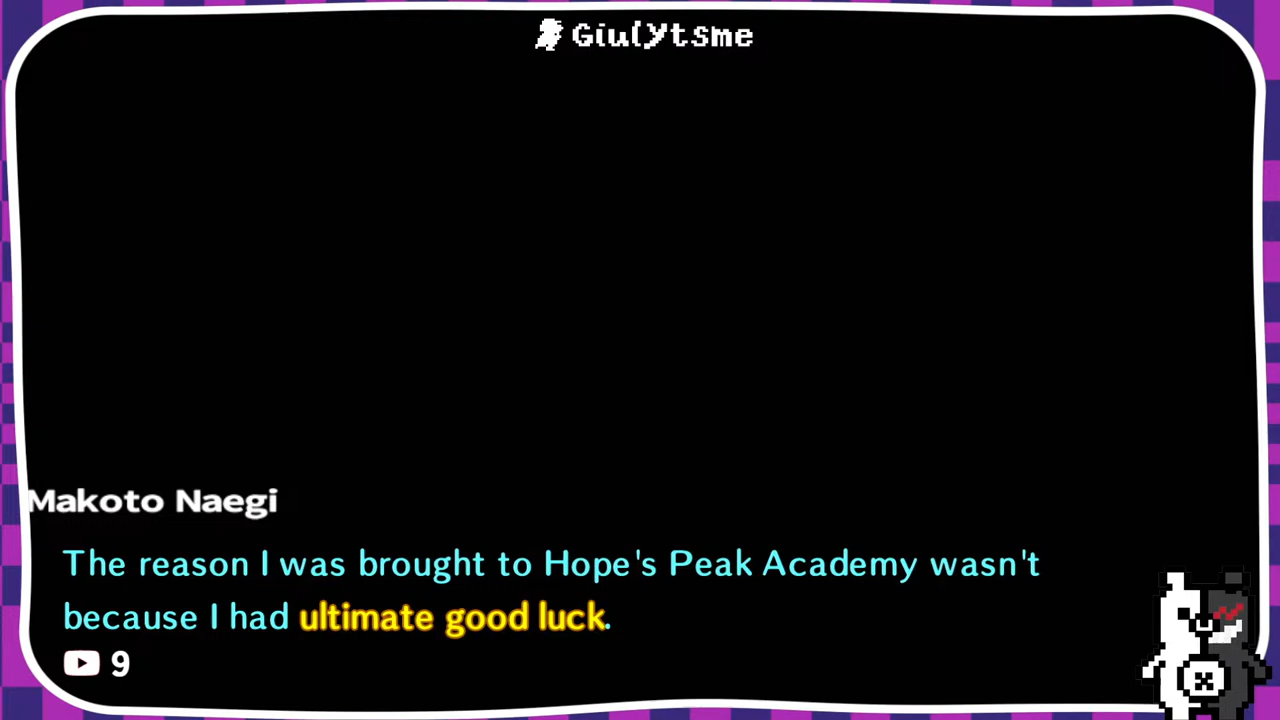 GiulYtsme
Makoto Naegi
The reason I was brought to Hope's Peak Academy wasn't
because I had ultimate good luck.
9